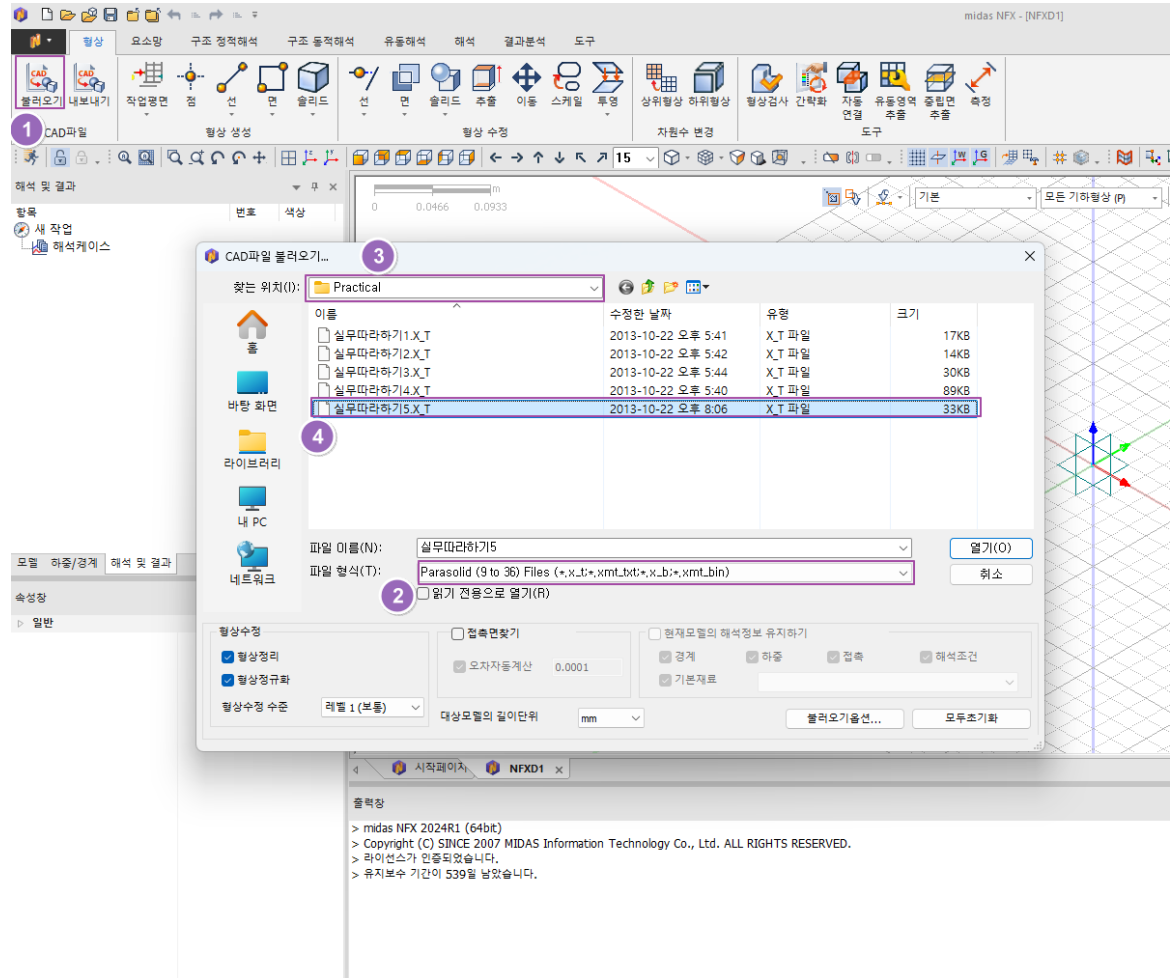 midas NFX - [NFXD1]
형상 요소망 구조 정적해석 구조 동적해석 유동해석 해석 결과분석 도구
불러오기 내보내기 작업평면 점 선 면 솔리드 선 면 솔리드 추출 이동 스케일 투영 상위형상 하위형상 형상검사 간략화 자동 연결 유동영역 추출 중립면 추출 측정
1 CAD파일 형상 생성 형상 수정 차원수 변경 도구
15
해석 및 결과
항목 번호 색상
새 작업
해석케이스
m
0 0.0466 0.0933
기본 모든 기하형상 (P)
CAD파일 불러오기... 3
찾는 위치(I): Practical
이름 수정한 날짜 유형 크기
실무따라하기1.X_T 2013-10-22 오후 5:41 X_T 파일 17KB
실무따라하기2.X_T 2013-10-22 오후 5:42 X_T 파일 14KB
실무따라하기3.X_T 2013-10-22 오후 5:44 X_T 파일 30KB
실무따라하기4.X_T 2013-10-22 오후 5:40 X_T 파일 89KB
실무따라하기5.X_T 2013-10-22 오후 8:06 X_T 파일 33KB
4
홈
바탕 화면
라이브러리
내 PC
네트워크
파일 이름(N): 실무따라하기5 열기(O)
파일 형식(T): Parasolid (9 to 36) Files (*.x_t;*.xmt_txt;*.x_b;*.xmt_bin) 취소
2 읽기 전용으로 열기(R)
형상수정
형상정리
형상정규화
형상수정 수준 레벨 1 (보통)
접촉면찾기
오차자동계산 0.0001
대상모델의 길이단위 mm
현재모델의 해석정보 유지하기
경계 하중 접촉 해석조건
기본재료
불러오기옵션... 모두초기화
모델 하중/경계 해석 및 결과
속성창
일반
시작페이지 NFXD1
출력창
> midas NFX 2024R1 (64bit)
> Copyright (C) SINCE 2007 MIDAS Information Technology Co., Ltd. ALL RIGHTS RESERVED.
> 라이선스가 인증되었습니다.
> 유지보수 기간이 539일 남았습니다.